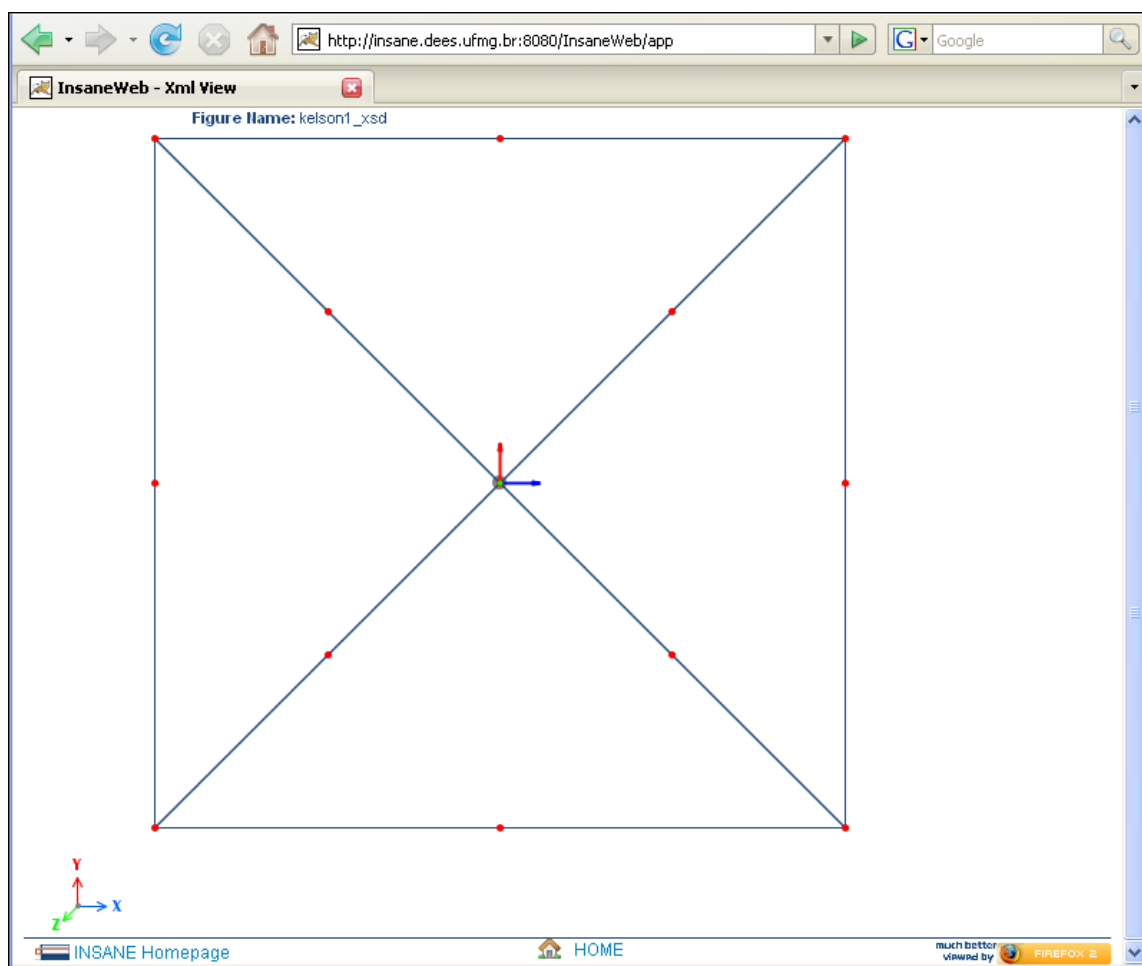 http://insane.dees.ufmg.br:8080/InsaneWeb/app
G Google
InsaneWeb - Xml View
Figure Name: kelson1_xsd
Y
X
Z
INSANE Homepage
HOME
much better
viewed by FIREFOX 2